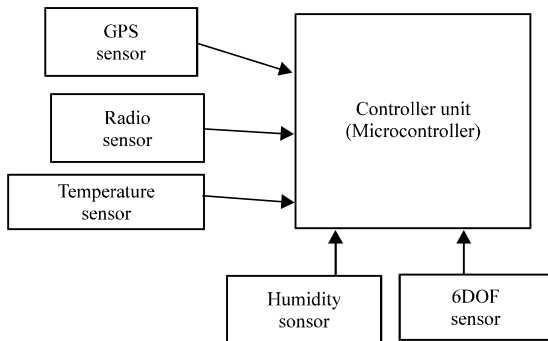 GPS
sensor
Radio
sensor
Temperature
sensor
Controller unit
(Microcontroller)
Humidity
sonsor
6DOF
sensor